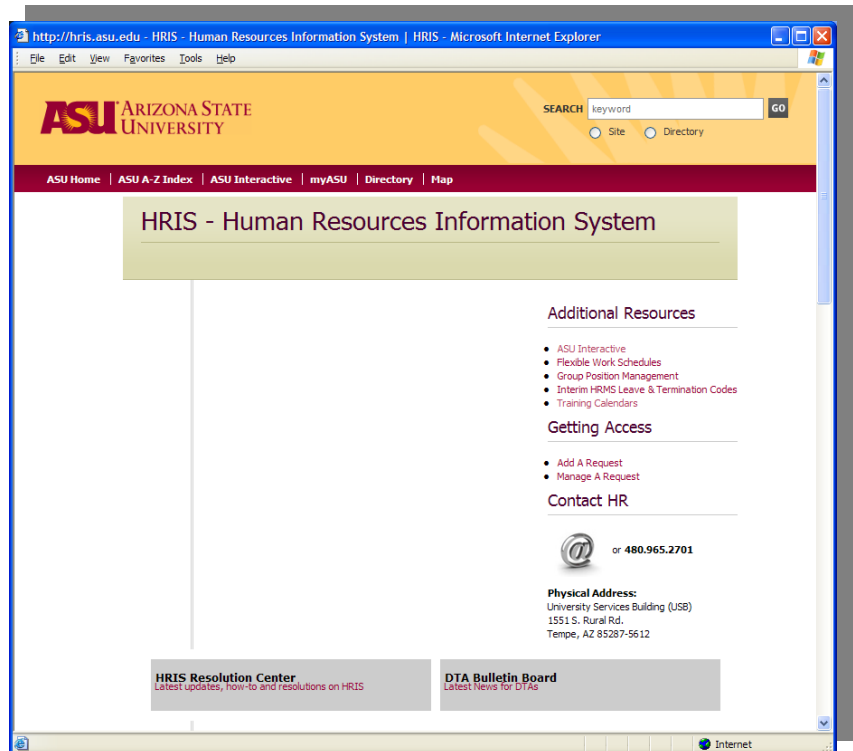 http://hris.asu.edu - HRIS - Human Resources Information System | HRIS - Microsoft Internet Explorer
File Edit View Favorites Tools Help
ASU ARIZONA STATE UNIVERSITY
SEARCH keyword GO
Site Directory
ASU Home | ASU A-Z Index | ASU Interactive | myASU | Directory | Map
HRIS - Human Resources Information System
Additional Resources
• ASU Interactive
• Flexible Work Schedules
• Group Position Management
• Interim HRMS Leave & Termination Codes
• Training Calendars
Getting Access
• Add A Request
• Manage A Request
Contact HR
@ or 480.965.2701
Physical Address:
University Services Building (USB)
1551 S. Rural Rd.
Tempe, AZ 85287-5612
HRIS Resolution Center
Latest updates, how-to and resolutions on HRIS
DTA Bulletin Board
Latest News for DTAs
Internet